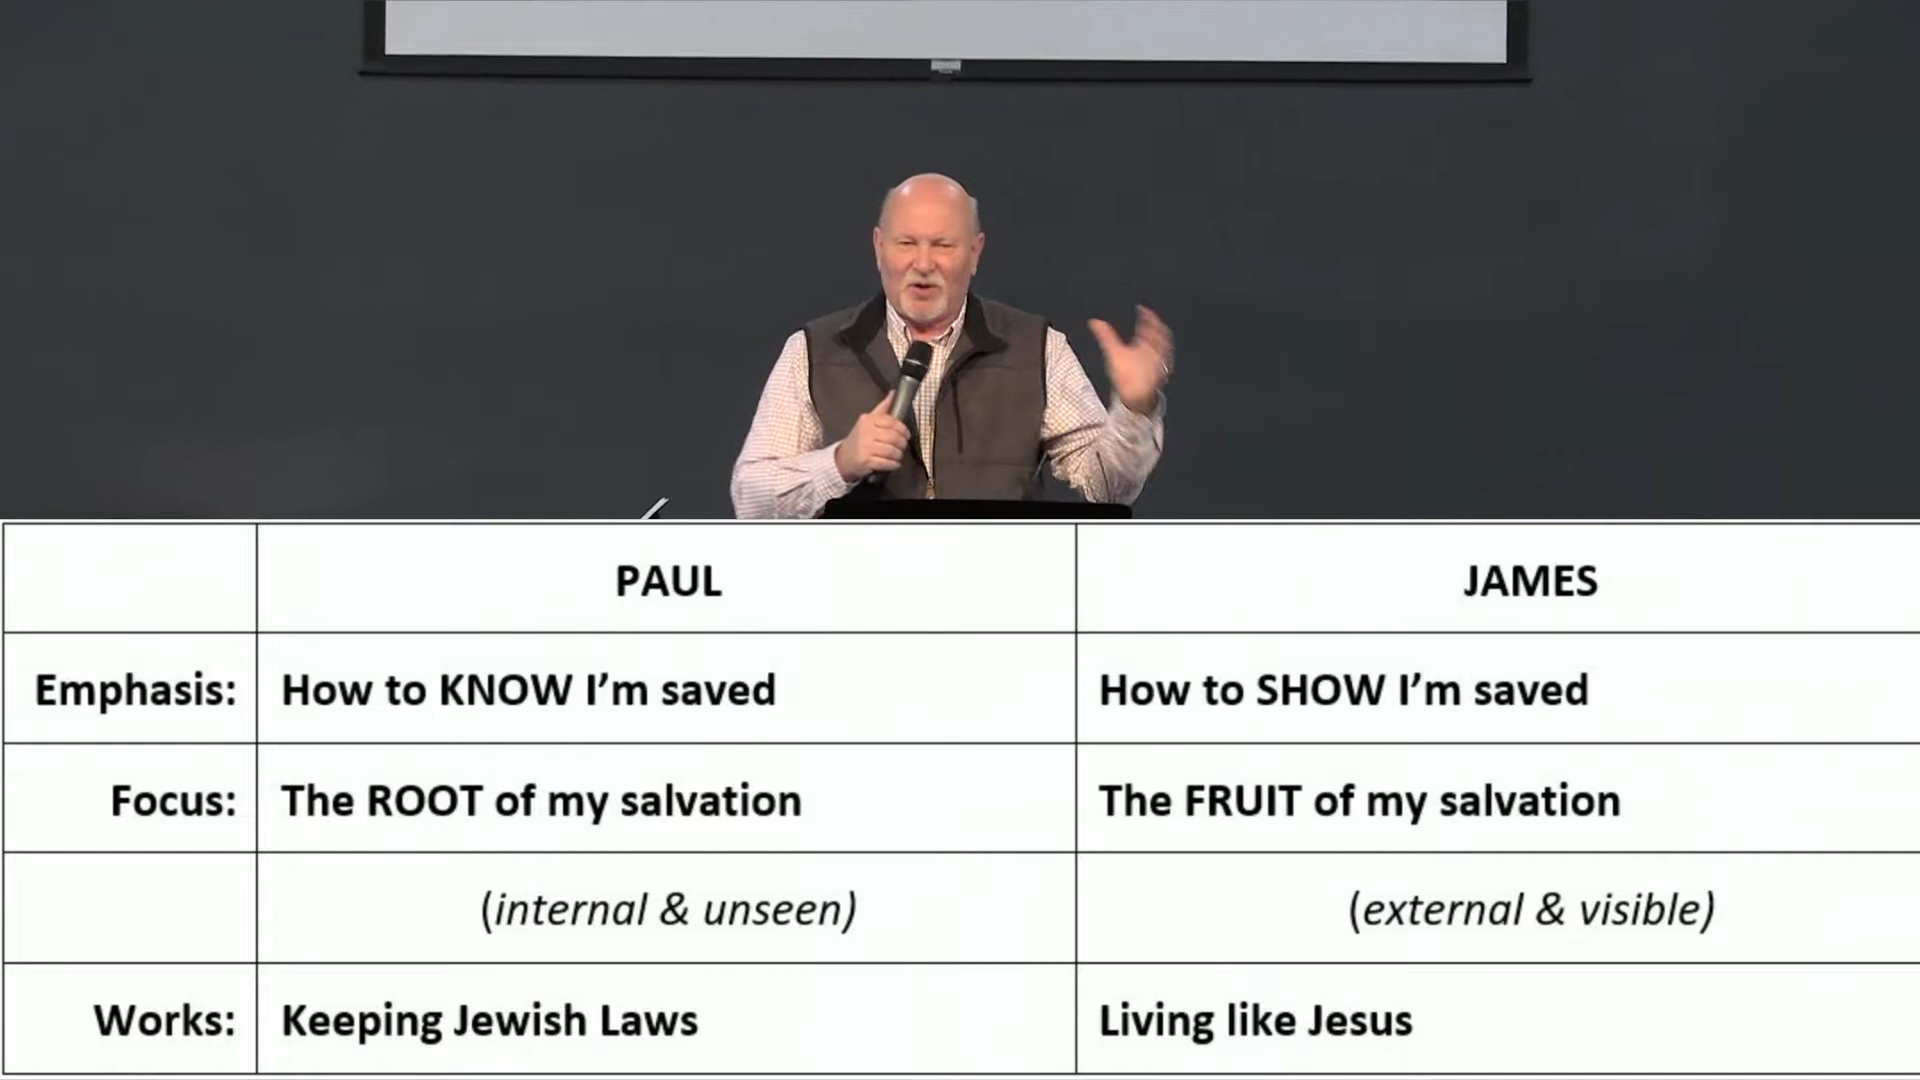 PAUL JAMES
Emphasis: How to KNOW I’m saved How to SHOW I’m saved
Focus: The ROOT of my salvation The FRUIT of my salvation
(internal & unseen) (external & visible)
Works: Keeping Jewish Laws Living like Jesus